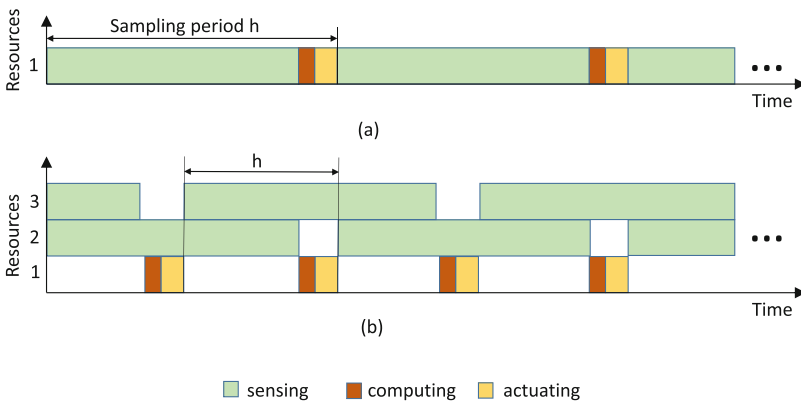 Sampling period h
Resources
1
...
Time
(a)
h
Resources
3
2
1
...
Time
(b)
sensing computing actuating